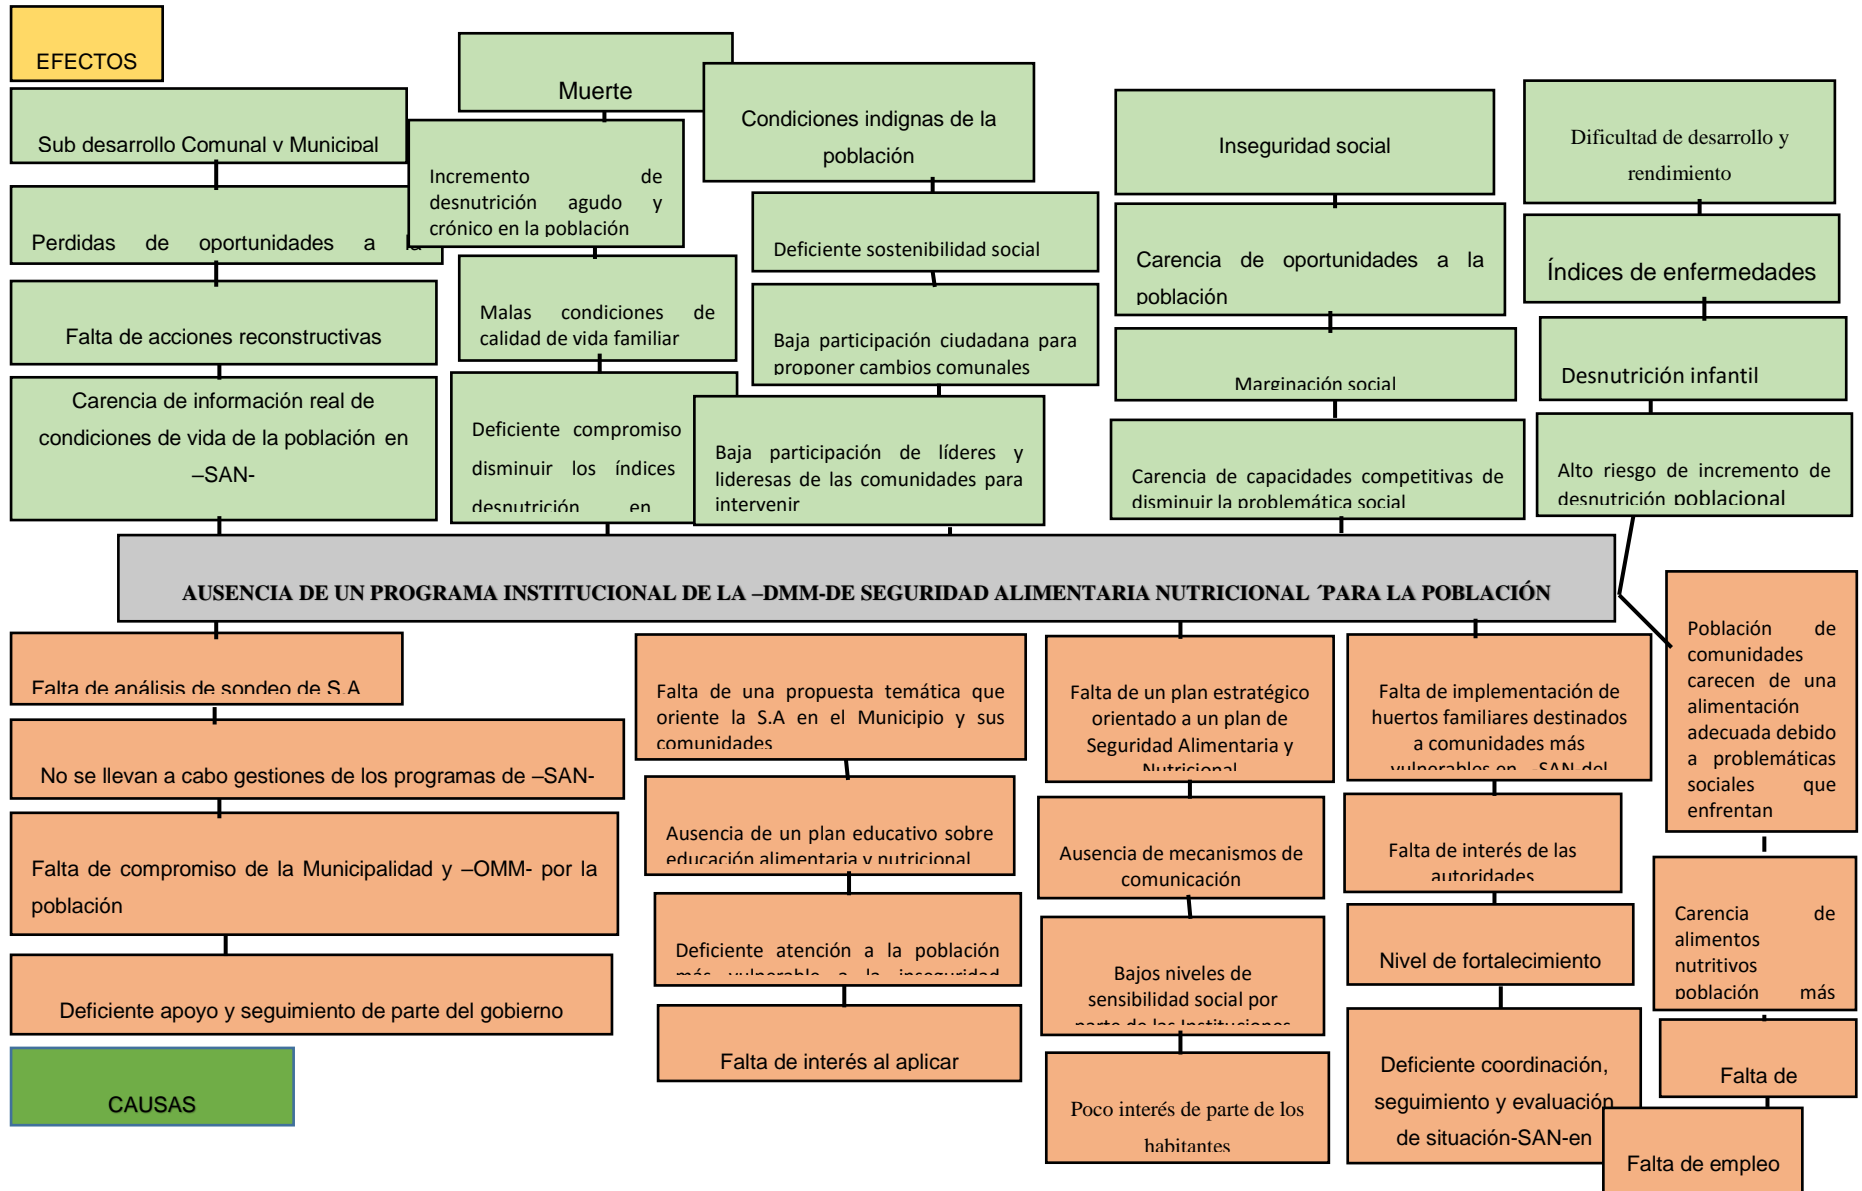 EFECTOS
Sub desarrollo Comunal y Municipal
Perdidas de oportunidades a la
Falta de acciones reconstructivas
Carencia de información real de
condiciones de vida de la población en
–SAN-
Muerte
Incremento de
desnutrición agudo y
crónico en la población
Malas condiciones de
calidad de vida familiar
Deficiente compromiso
disminuir los índices
desnutrición en
Condiciones indignas de la
población
Deficiente sostenibilidad social
Baja participación ciudadana para
proponer cambios comunales
Baja participación de líderes y
lideresas de las comunidades para
intervenir
Inseguridad social
Carencia de oportunidades a la
población
Marginación social
Carencia de capacidades competitivas de
disminuir la problemática social
Dificultad de desarrollo y
rendimiento
Índices de enfermedades
Desnutrición infantil
Alto riesgo de incremento de
desnutrición poblacional
AUSENCIA DE UN PROGRAMA INSTITUCIONAL DE LA –DMM-DE SEGURIDAD ALIMENTARIA NUTRICIONAL ´PARA LA POBLACIÓN
Falta de análisis de sondeo de S.A
No se llevan a cabo gestiones de los programas de –SAN-
Falta de compromiso de la Municipalidad y –OMM- por la
población
Deficiente apoyo y seguimiento de parte del gobierno
Falta de una propuesta temática que
oriente la S.A en el Municipio y sus
comunidades
Ausencia de un plan educativo sobre
educación alimentaria y nutricional
Deficiente atención a la población
más vulnerable a la inseguridad
Falta de interés al aplicar
Falta de un plan estratégico
orientado a un plan de
Seguridad Alimentaria y
Nutricional
Ausencia de mecanismos de
comunicación
Bajos niveles de
sensibilidad social por
parte de las Instituciones
Poco interés de parte de los
habitantes
Falta de implementación de
huertos familiares destinados
a comunidades más
vulnerables en –SAN-del
Falta de interés de las
autoridades
Nivel de fortalecimiento
Deficiente coordinación,
seguimiento y evaluación
de situación-SAN-en
Población de
comunidades
carecen de una
alimentación
adecuada debido
a problemáticas
sociales que
enfrentan
Carencia de
alimentos
nutritivos
población más
Falta de
Falta de empleo
CAUSAS